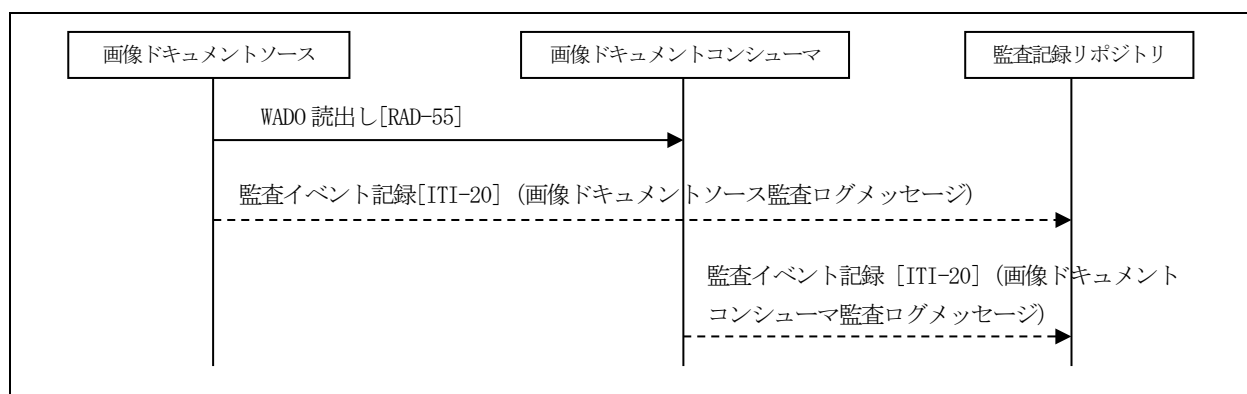 画像ドキュメントソース
画像ドキュメントコンシューマ
監査記録リポジトリ
WADO 読出し[RAD-55]
監査イベント記録[ITI-20] (画像ドキュメントソース監査ログメッセージ)
監査イベント記録 [ITI-20] (画像ドキュメント
コンシューマ監査ログメッセージ)